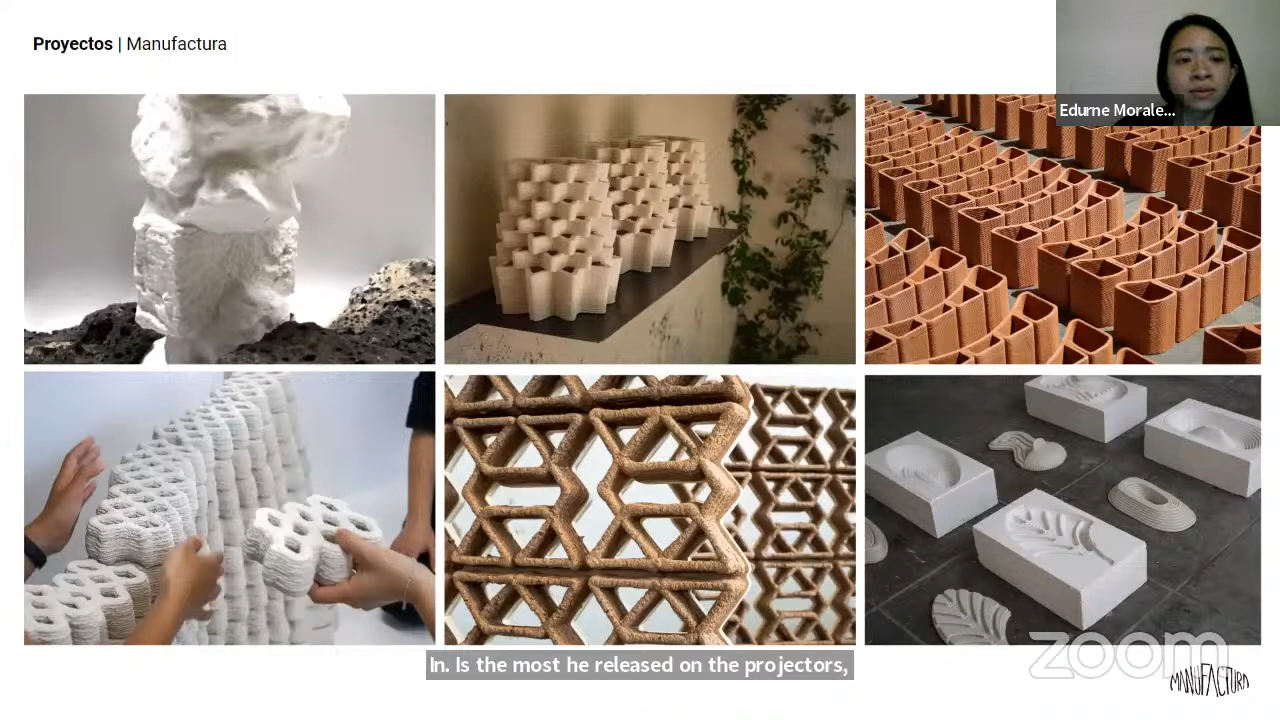 Proyectos | Manufactura
Edurne Morale...
In. Is the most he released on the projectors,
zoom
MANUFACTURA